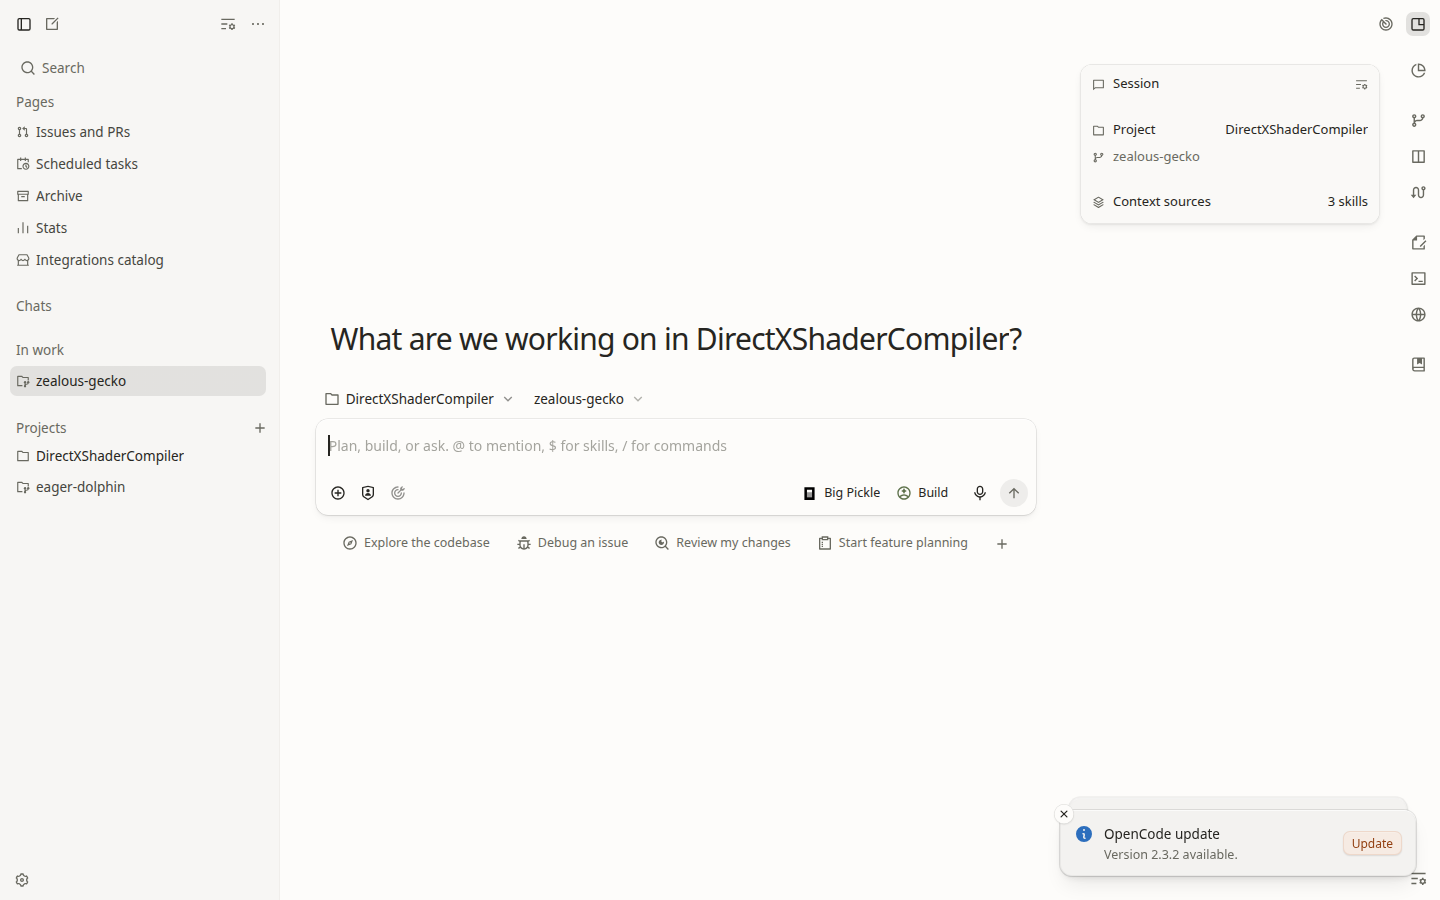 Search
Pages
Issues and PRs
Scheduled tasks
Archive
Stats
Integrations catalog
Chats
In work
zealous-gecko
Projects
DirectXShaderCompiler
eager-dolphin
Session
Project DirectXShaderCompiler
zealous-gecko
Context sources 3 skills
What are we working on in DirectXShaderCompiler?
DirectXShaderCompiler zealous-gecko
Plan, build, or ask. @ to mention, $ for skills, / for commands
Big Pickle Build
Explore the codebase Debug an issue Review my changes Start feature planning
OpenCode update
Version 2.3.2 available.
Update